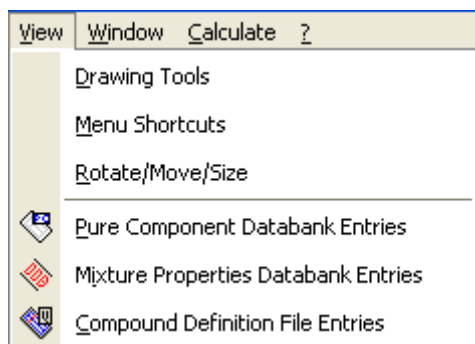 View Window Calculate ?
Drawing Tools
Menu Shortcuts
Rotate/Move/Size
Pure Component Databank Entries
Mixture Properties Databank Entries
Compound Definition File Entries